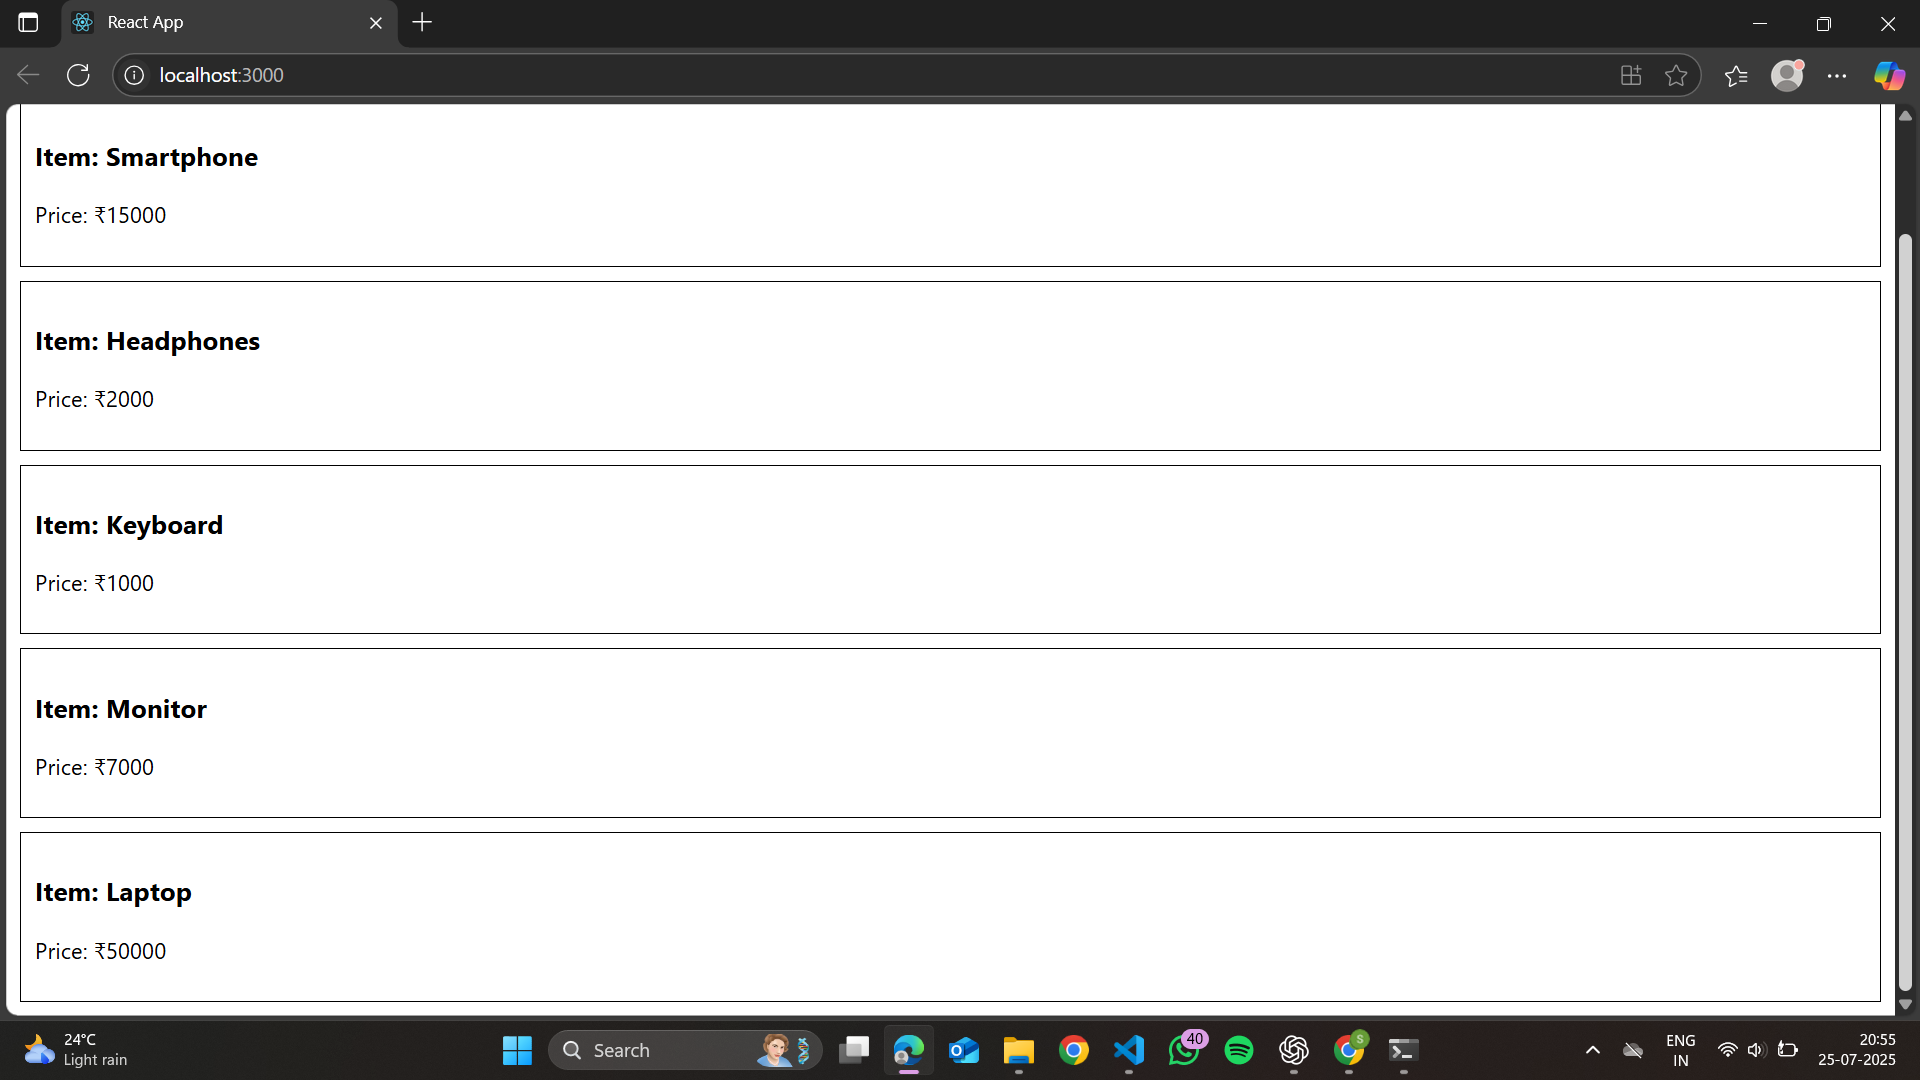 React App
localhost:3000
Item: Smartphone
Price: ₹15000
Item: Headphones
Price: ₹2000
Item: Keyboard
Price: ₹1000
Item: Monitor
Price: ₹7000
Item: Laptop
Price: ₹50000
24°C
Light rain
Search
40
S
ENG
IN
20:55
25-07-2025